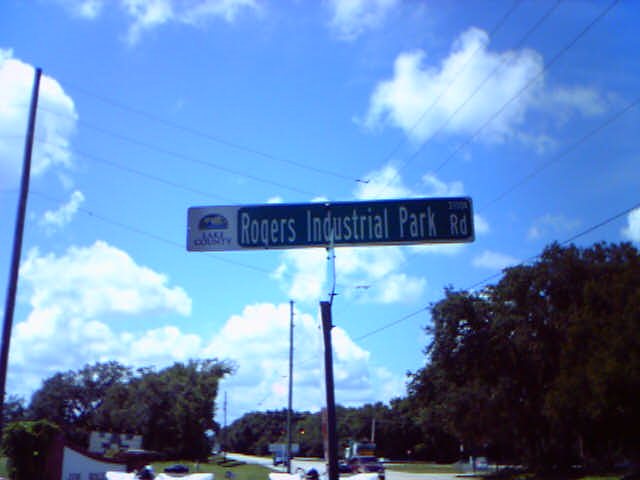 LAKE
COUNTY
Rogers Industrial Park Rd